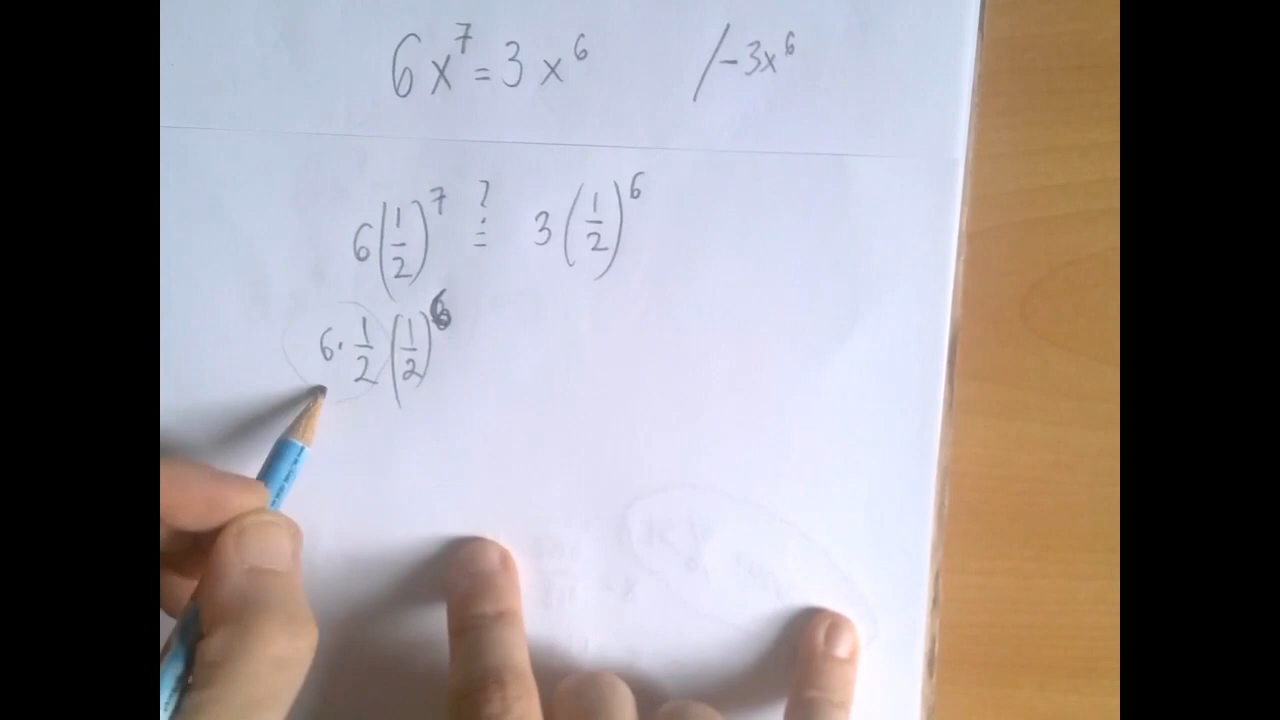 6x⁷ = 3x⁶ /-3x⁶
6(1/2)⁷ ≟ 3(1/2)⁶
6·1/2(1/2)⁶